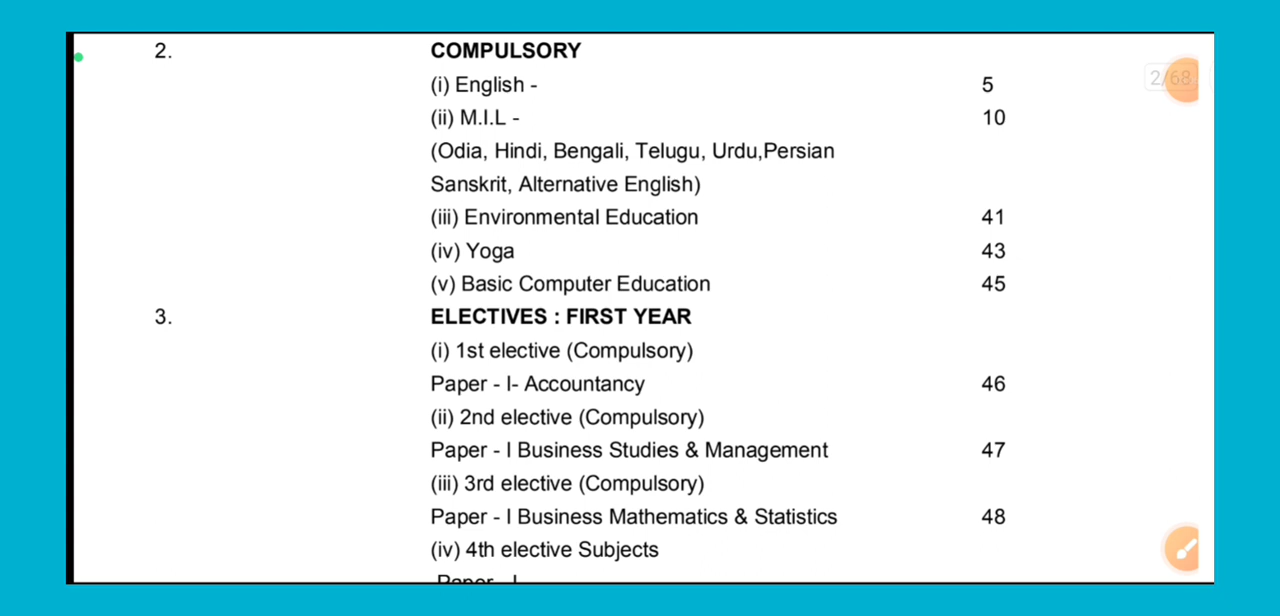 2. COMPULSORY
2/68
(i) English - 5
(ii) M.I.L - 10
(Odia, Hindi, Bengali, Telugu, Urdu,Persian
Sanskrit, Alternative English)
(iii) Environmental Education 41
(iv) Yoga 43
(v) Basic Computer Education 45
3. ELECTIVES : FIRST YEAR
(i) 1st elective (Compulsory)
Paper - I- Accountancy 46
(ii) 2nd elective (Compulsory)
Paper - I Business Studies & Management 47
(iii) 3rd elective (Compulsory)
Paper - I Business Mathematics & Statistics 48
(iv) 4th elective Subjects
Paper - I